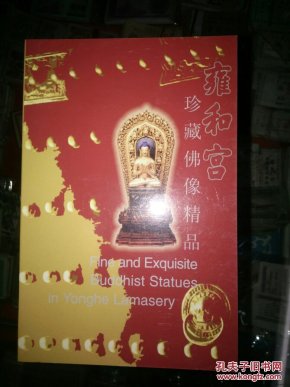 雍和宫
珍藏佛像精品
Fine and Exquisite
Buddhist Statues
in Yonghe Lamasery
孔夫子旧书网